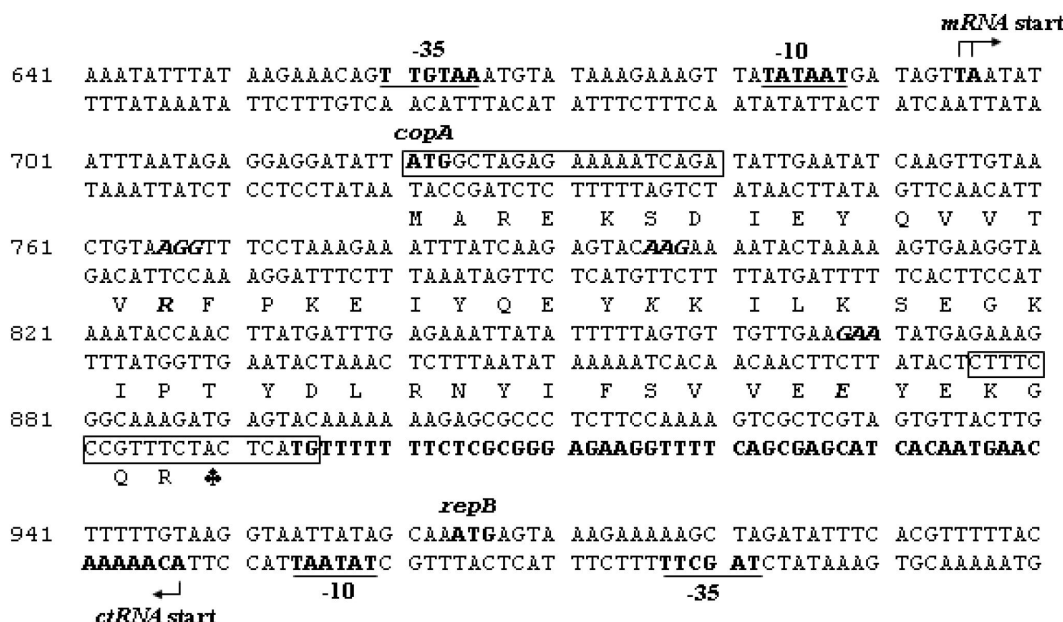 mRNA start
-35 -10
641 AAATATTTAT AAGAAACAGT TGTAAATGTA TAAAGAAAGT TATATAATGA TAGTTAATAT
TTTATAAATA TTCTTTGTCA ACATTTACAT ATTTCTTTCA ATATATTACT ATCAATTATA
copA
701 ATTTAATAGA GGAGGATATT ATGGCTAGAG AAAAATCAGA TATTGAATAT CAAGTTGTAA
TAAATTATCT CCTCCTATAA TACCGATCTC TTTTTAGTCT ATAACTTATA GTTCAACATT
M A R E K S D I E Y Q V V T
761 CTGTAAGGTT TCCTAAAGAA ATTTATCAAG AGTACAAGAA AATACTAAAA AGTGAAGGTA
GACATTCCAA AGGATTTCTT TAAATAGTTC TCATGTTCTT TTATGATTTT TCACTTCCAT
V R F P K E I Y Q E Y K K I L K S E G K
821 AAATACCAAC TTATGATTTG AGAAATTATA TTTTTAGTGT TGTTGAAGAA TATGAGAAAG
TTTATGGTTG AATACTAAAC TCTTTAATAT AAAAATCACA ACAACTTCTT ATACTCTTTC
I P T Y D L R N Y I F S V V E E Y E K G
881 GGCAAAGATG AGTACAAAAA AAGAGCGCCC TCTTCCAAAA GTCGCTCGTA GTGTTACTTG
CCGTTTCTAC TCATGTTTTT TTCTCGCGGG AGAAGGTTTT CAGCGAGCAT CACAATGAAC
Q R ♣
repB
941 TTTTTGTAAG GTAATTATAG CAAATGAGTA AAGAAAAAGC TAGATATTTC ACGTTTTTAC
AAAAACATTC CATTAATATC GTTTACTCAT TTCTTTTTCG ATCTATAAAG TGCAAAAATG
-10 -35
ctRNA start